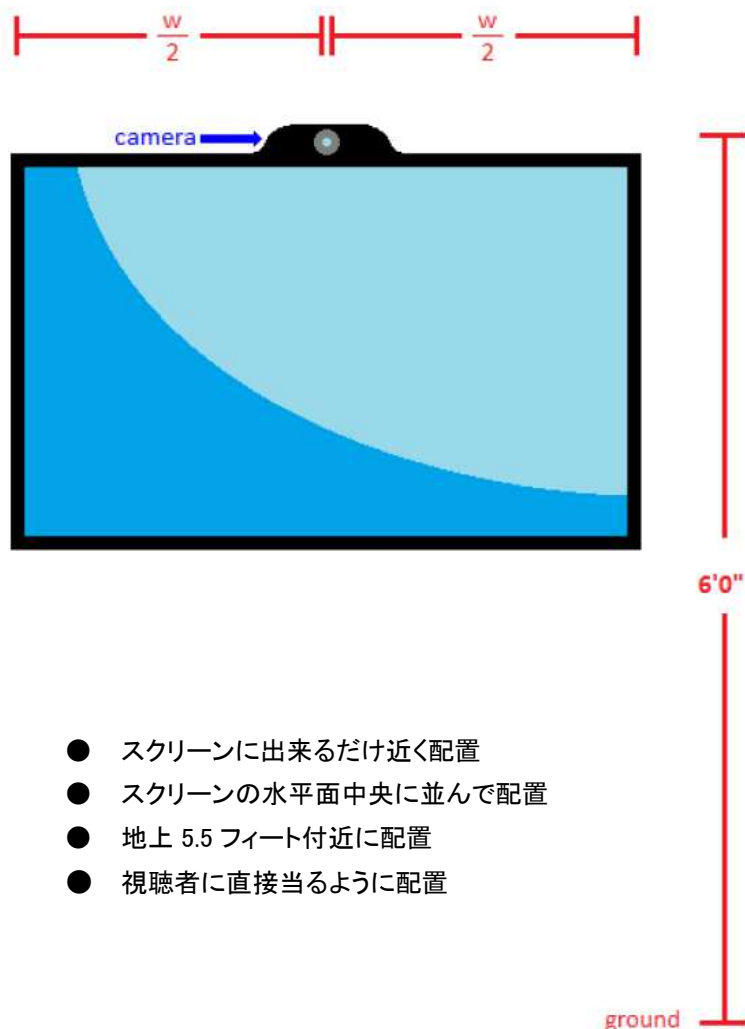 w/2 w/2
camera
6'0"
● スクリーンに出来るだけ近く配置
● スクリーンの水平面中央に並んで配置
● 地上 5.5 フィート付近に配置
● 視聴者に直接当るように配置
ground